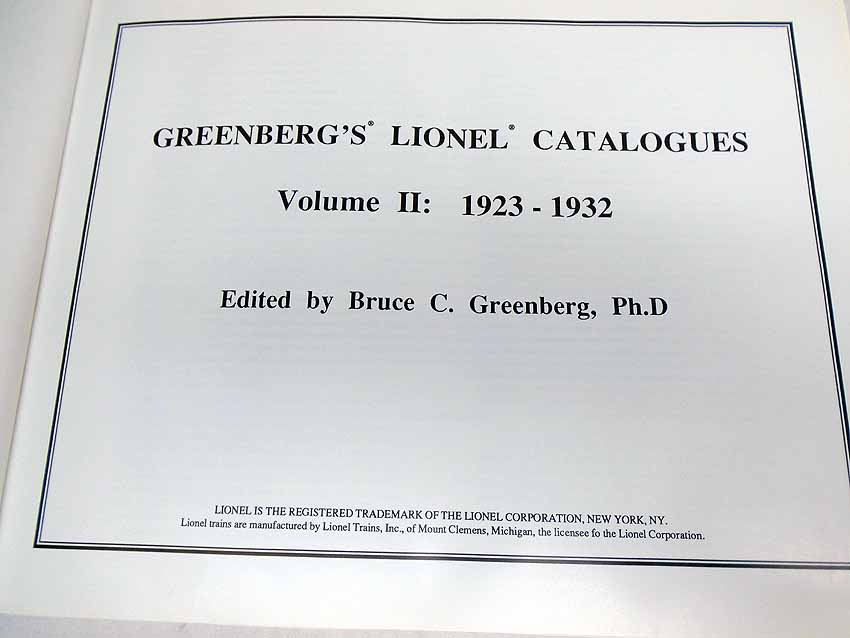 GREENBERG'S® LIONEL® CATALOGUES
Volume II: 1923 - 1932
Edited by Bruce C. Greenberg, Ph.D
LIONEL IS THE REGISTERED TRADEMARK OF THE LIONEL CORPORATION, NEW YORK, NY.
Lionel trains are manufactured by Lionel Trains, Inc., of Mount Clemens, Michigan, the licensee fo the Lionel Corporation.